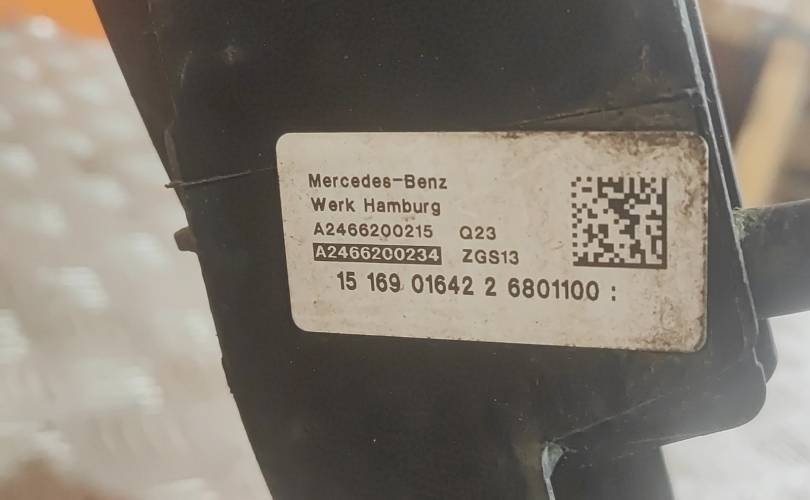 Mercedes-Benz
Werk Hamburg
A2466200215 Q23
A2466200234 ZGS13
15 169 01642 2 6801100 :